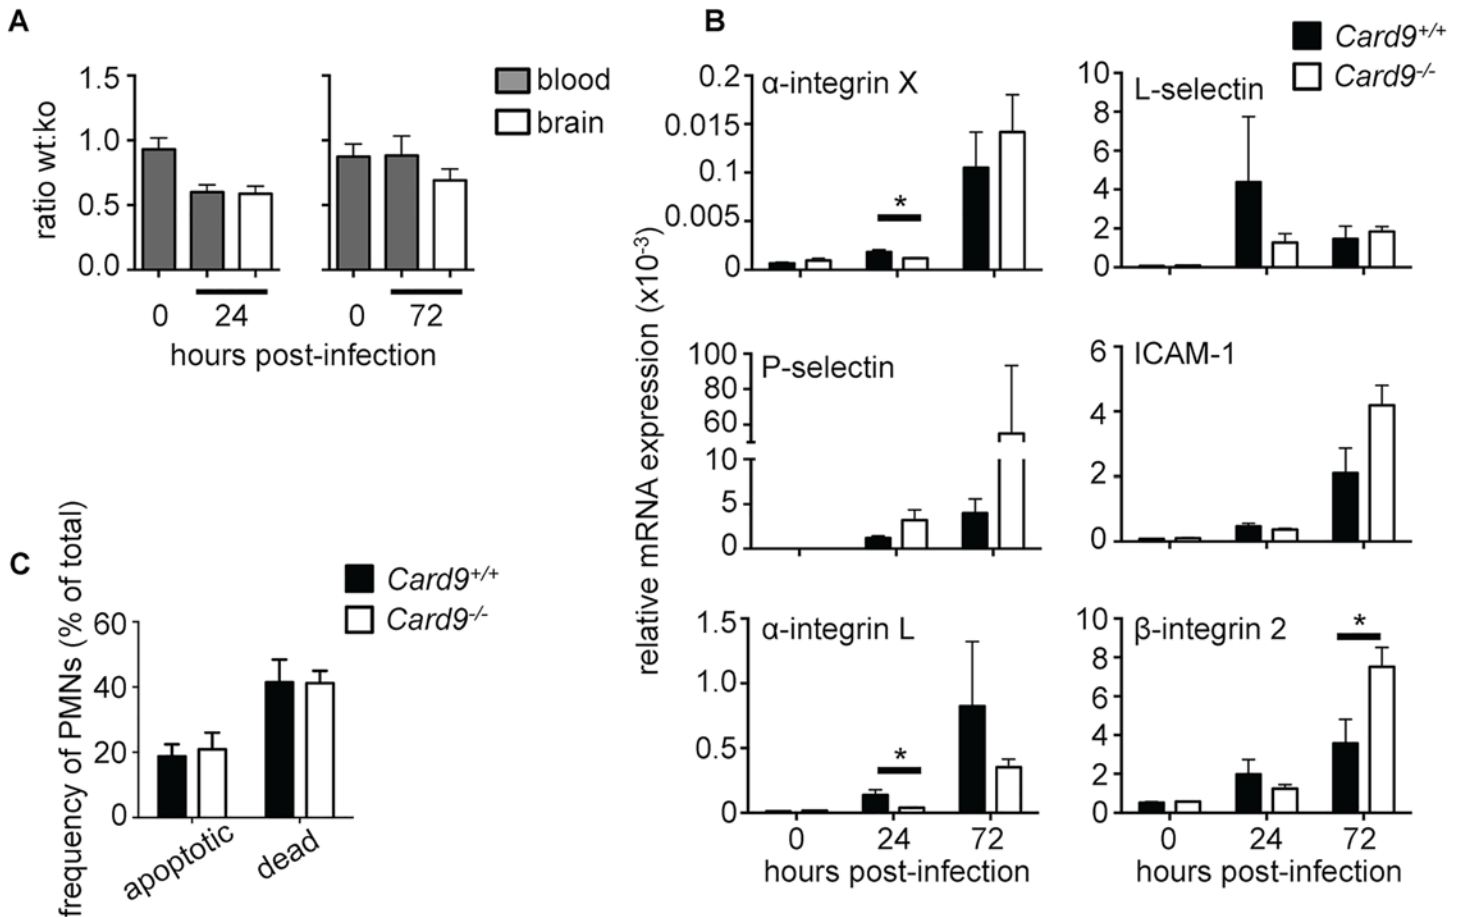 A
1.5
1.0
0.5
0.0
ratio wt:ko
blood
brain
0
24
0
72
hours post-infection
B
Card9+/+
Card9-/-
relative mRNA expression (x10-3)
α-integrin X
0.2
0.015
0.1
0.005
0
*
L-selectin
10
8
6
4
2
0
P-selectin
100
80
60
10
5
0
ICAM-1
6
4
2
0
α-integrin L
1.5
1.0
0.5
0
*
0
24
72
hours post-infection
β-integrin 2
10
8
6
4
2
0
*
0
24
72
hours post-infection
C
Card9+/+
Card9-/-
frequency of PMNs (% of total)
60
40
20
0
apoptotic
dead